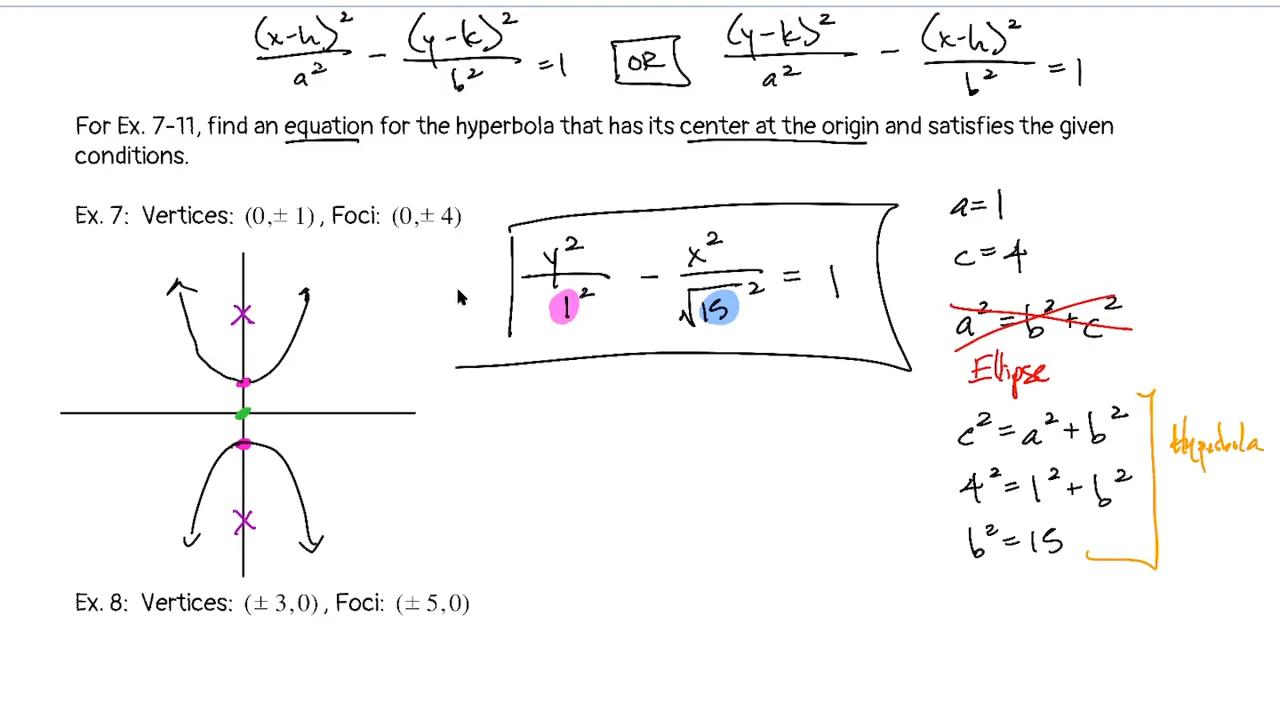 (x-h)²/a² - (y-k)²/b² = 1 OR (y-k)²/a² - (x-h)²/b² = 1
For Ex. 7-11, find an equation for the hyperbola that has its center at the origin and satisfies the given
conditions.
Ex. 7: Vertices: (0,± 1), Foci: (0,± 4)
y²/1² - x²/√15² = 1
a=1
c=4
a²=b²+c²
Ellipse
c²=a²+b²
4²=1²+b²
b²=15
Hyperbola
Ex. 8: Vertices: (± 3,0), Foci: (± 5,0)